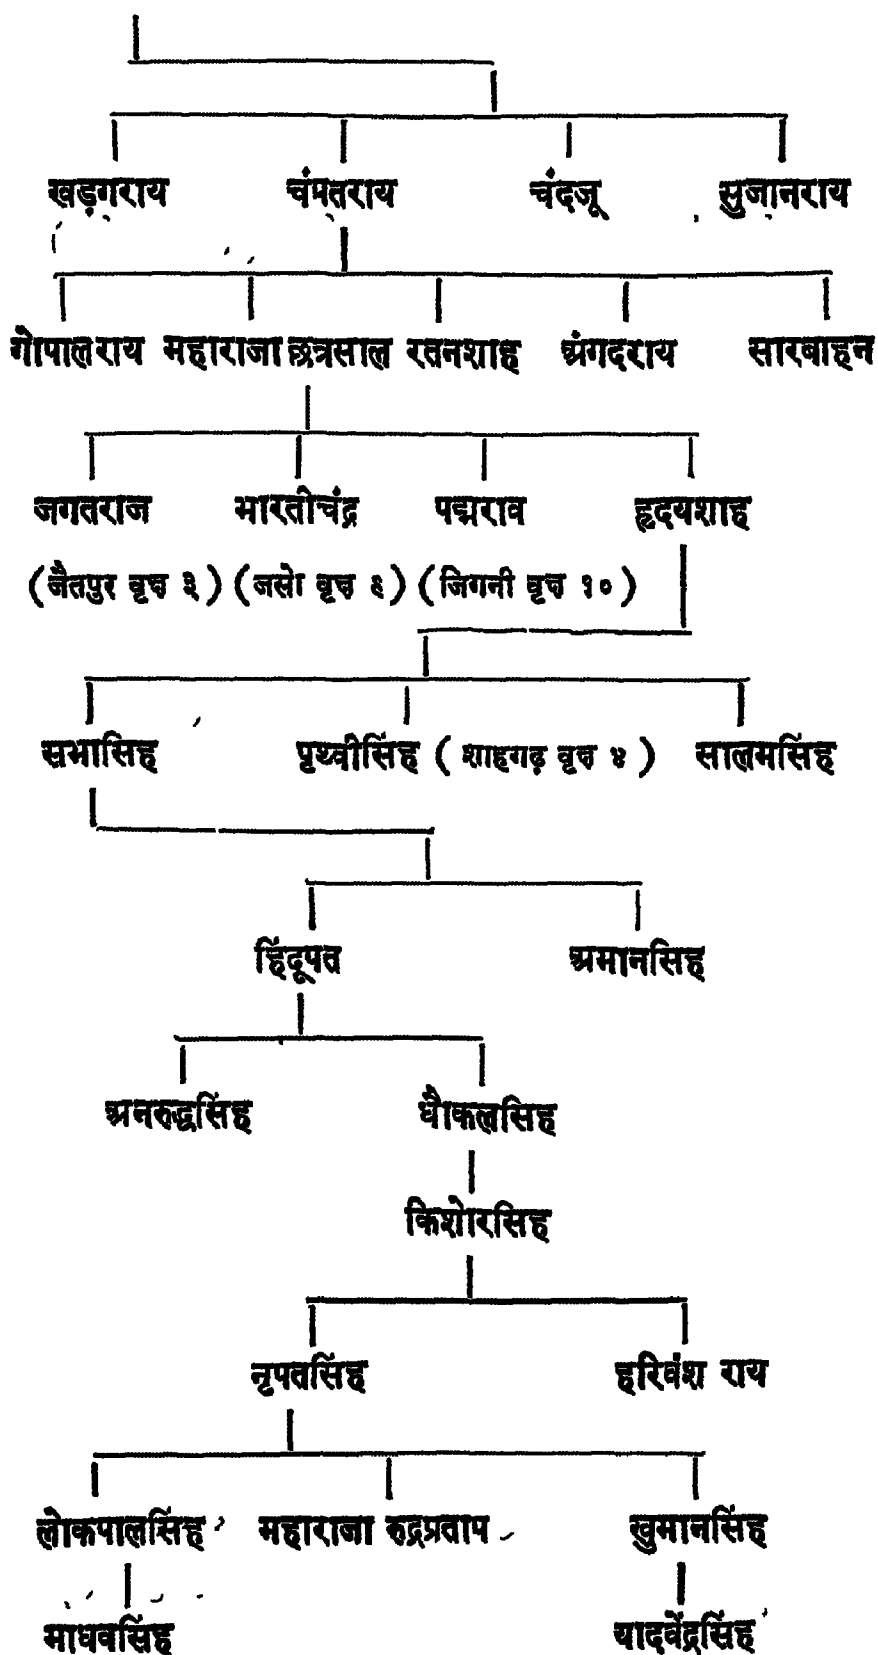 खड़गराय चंपतराय चंदजू सुजानराय
गोपालराय महाराजा छत्रसाल रतनशाह अंगदराय सारबाहन
जगतराज भारतीचंद्र पद्मराव हृदयशाह
(जैतपुर वृक्ष ३) (जसो वृक्ष ६) (जिगनी वृक्ष १०)
सभासिंह पृथ्वीसिंह ( शाहगढ़ वृक्ष ४ ) सालमसिंह
हिंदूपत अमानसिंह
अनरुद्धसिंह धौकलसिंह
किशोरसिंह
नृपतसिंह हरिवंश राय
लोकपालसिंह महाराजा रुद्रप्रताप खुमानसिंह
माधवसिंह यादवेंद्रसिंह